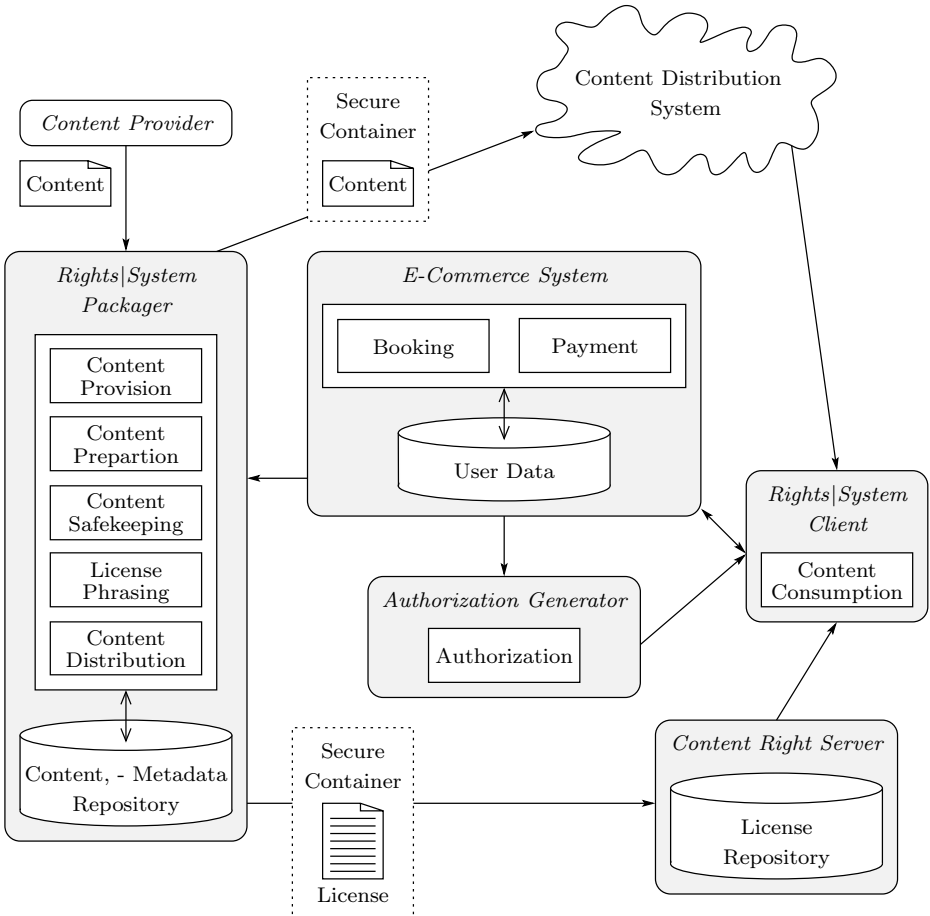 Content Distribution
System
Secure
Container
Content
Content Provider
Content
Rights|System
Packager
Content
Provision
Content
Prepartion
Content
Safekeeping
License
Phrasing
Content
Distribution
Content, - Metadata
Repository
E-Commerce System
Booking
Payment
User Data
Rights|System
Client
Content
Consumption
Authorization Generator
Authorization
Secure
Container
License
Content Right Server
License
Repository